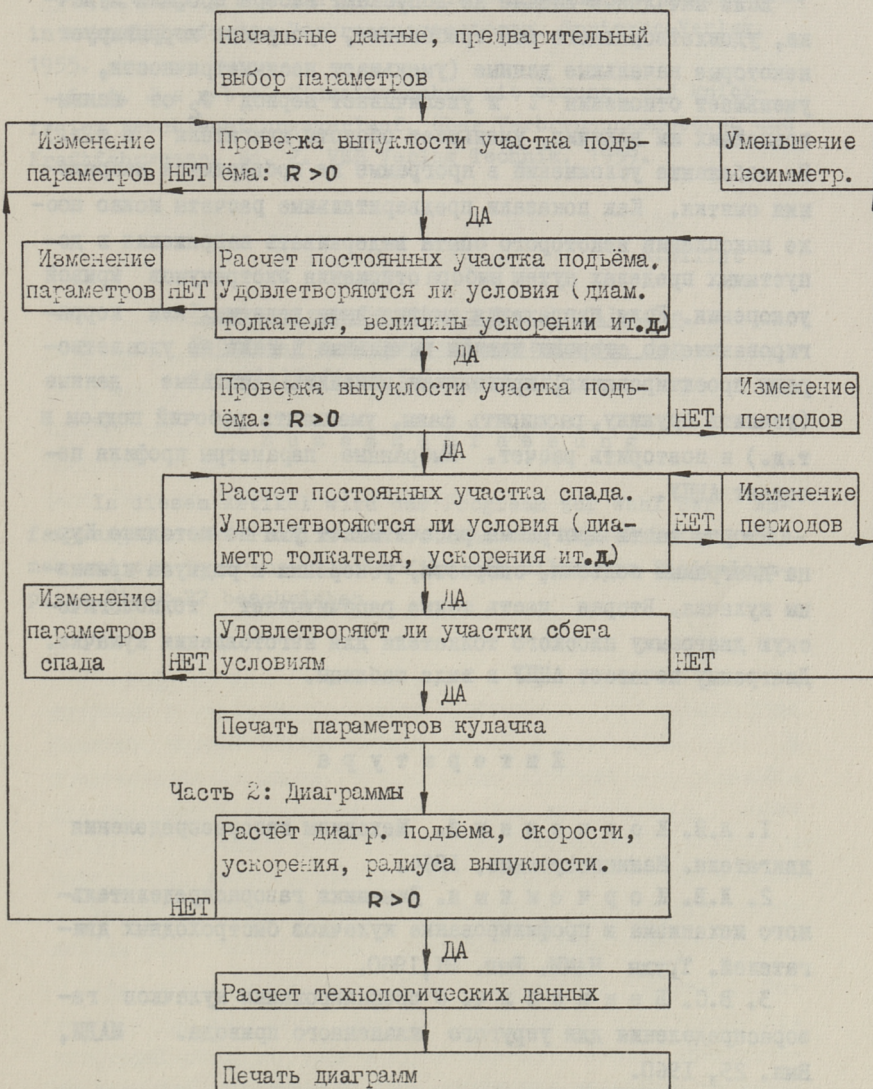 Начальные данные, предварительный
выбор параметров
Изменение
параметров
НЕТ
Проверка выпуклости участка подъ-
ёма: R >0
Уменьшение
несимметр.
ДА
Изменение
параметров
НЕТ
Расчет постоянных участка подъёма.
Удовлетворяются ли условия (диам.
толкателя, величины ускорении ит.д.)
ДА
Проверка выпуклости участка подъ-
ёма: R >0
НЕТ
Изменение
периодов
ДА
Расчет постоянных участка спада.
Удовлетворяются ли условия (диа-
метр толкателя, ускорения ит.д.)
НЕТ
Изменение
периодов
ДА
Изменение
параметров
спада
НЕТ
Удовлетворяют ли участки сбега
условиям
НЕТ
ДА
Печать параметров кулачка
Часть 2: Диаграммы
Расчёт диагр. подъёма, скорости,
ускорения, радиуса выпуклости.
R >0
НЕТ
ДА
Расчет технологических данных
Печать диаграмм